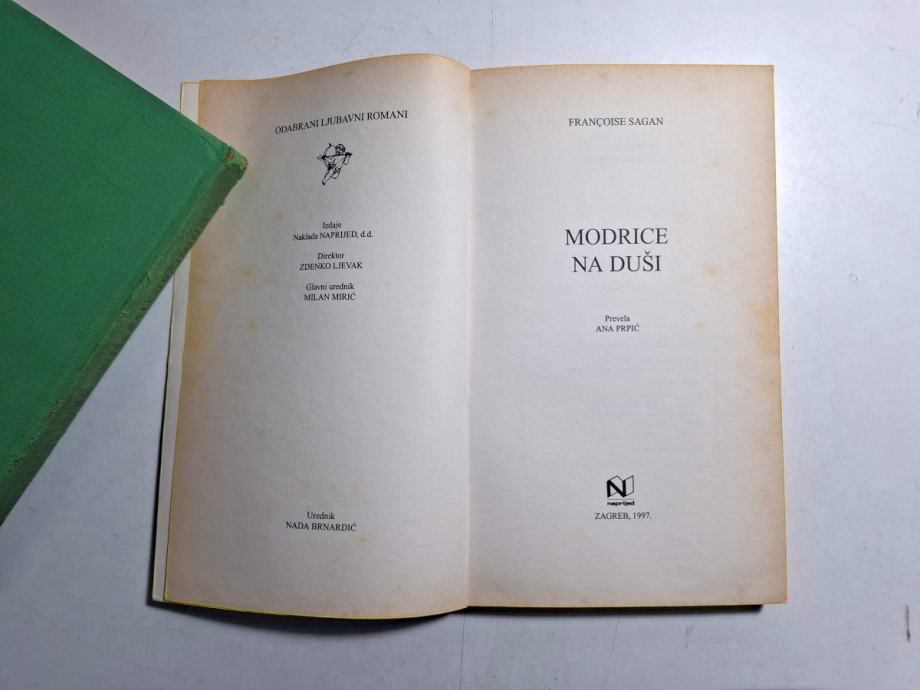 ODABRANI LJUBAVNI ROMANI
Izdaje
Naklada NAPRIJED, d.d.
Direktor
ZDENKO LJEVAK
Glavni urednik
MILAN MIRIĆ
Urednik
NADA BRNARDIĆ
FRANÇOISE SAGAN
MODRICE
NA DUŠI
Prevela
ANA PRPIĆ
naprijed
ZAGREB, 1997.